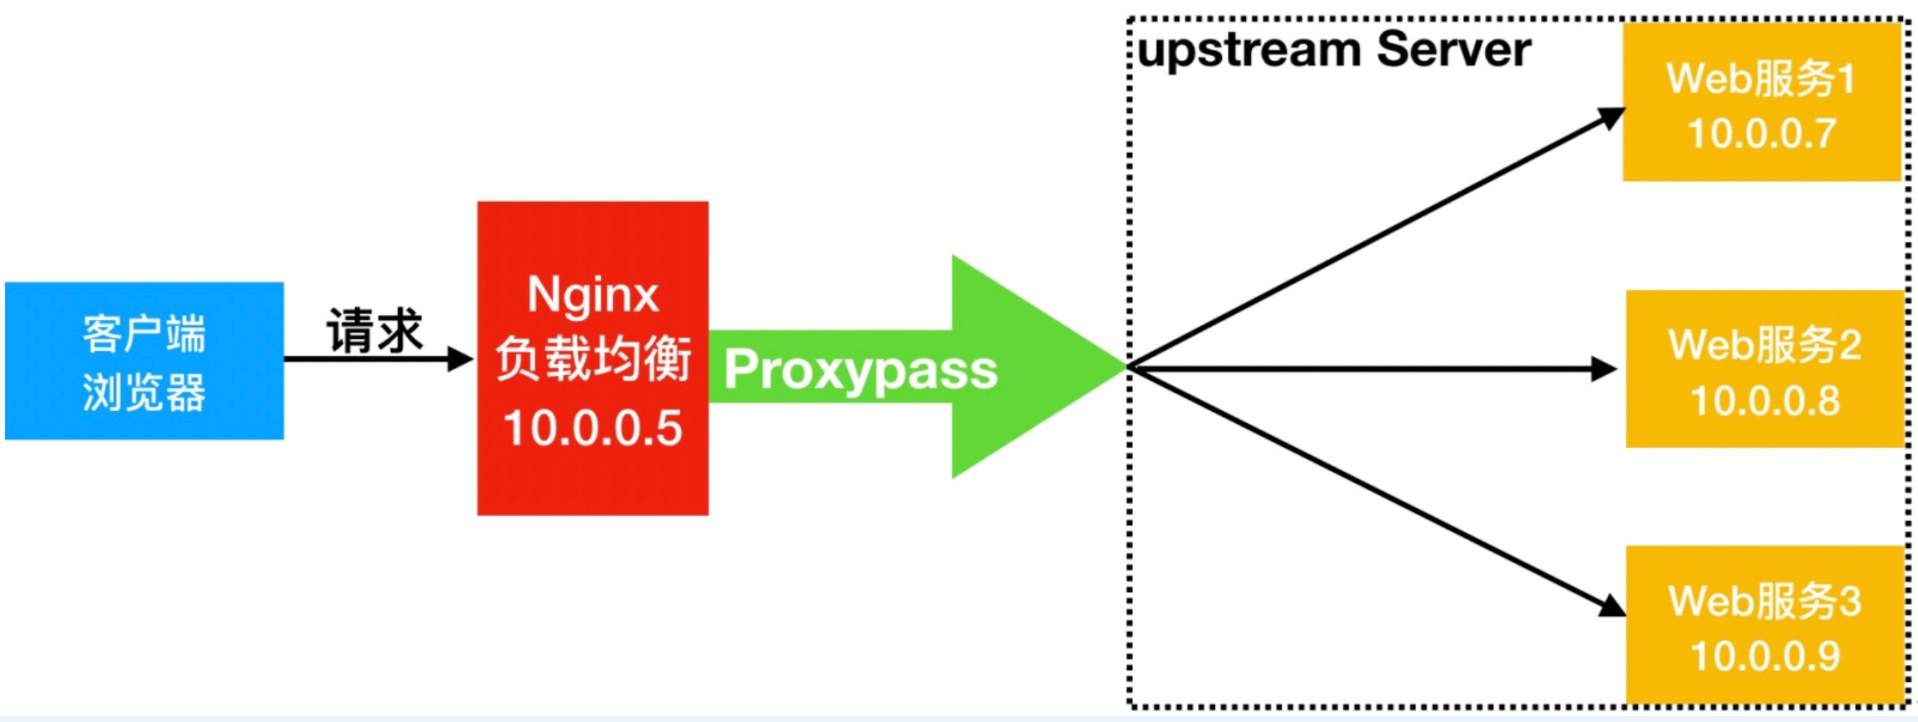 客户端
浏览器
请求
Nginx
负载均衡
10.0.0.5
Proxypass
upstream Server
Web服务1
10.0.0.7
Web服务2
10.0.0.8
Web服务3
10.0.0.9